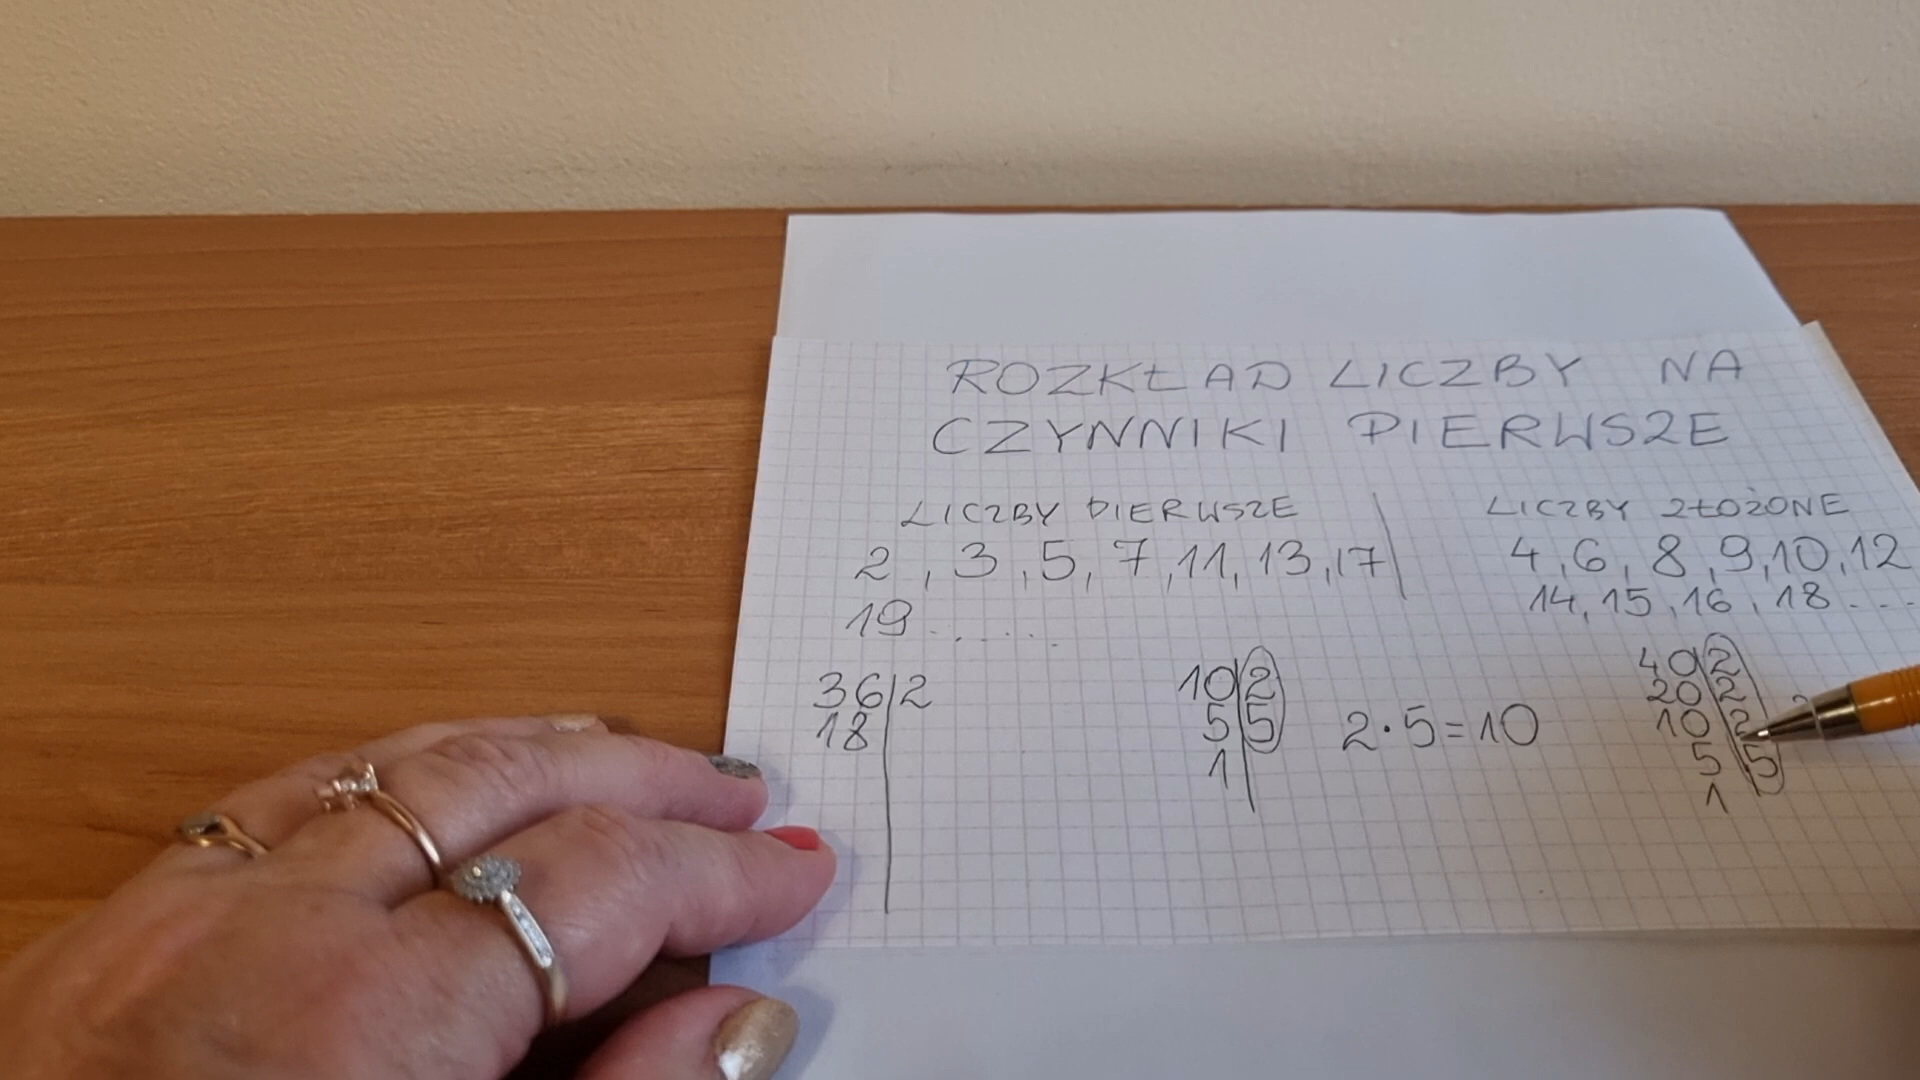 ROZKŁAD LICZBY NA
CZYNNIKI PIERWSZE
LICZBY PIERWSZE
2, 3, 5, 7, 11, 13, 17
19.....
LICZBY ZŁOŻONE
4, 6, 8, 9, 10, 12
14, 15, 16, 18...
36|2
18
10|2
5|5
1
2·5=10
40|2
20|2
10|2
5|5
1